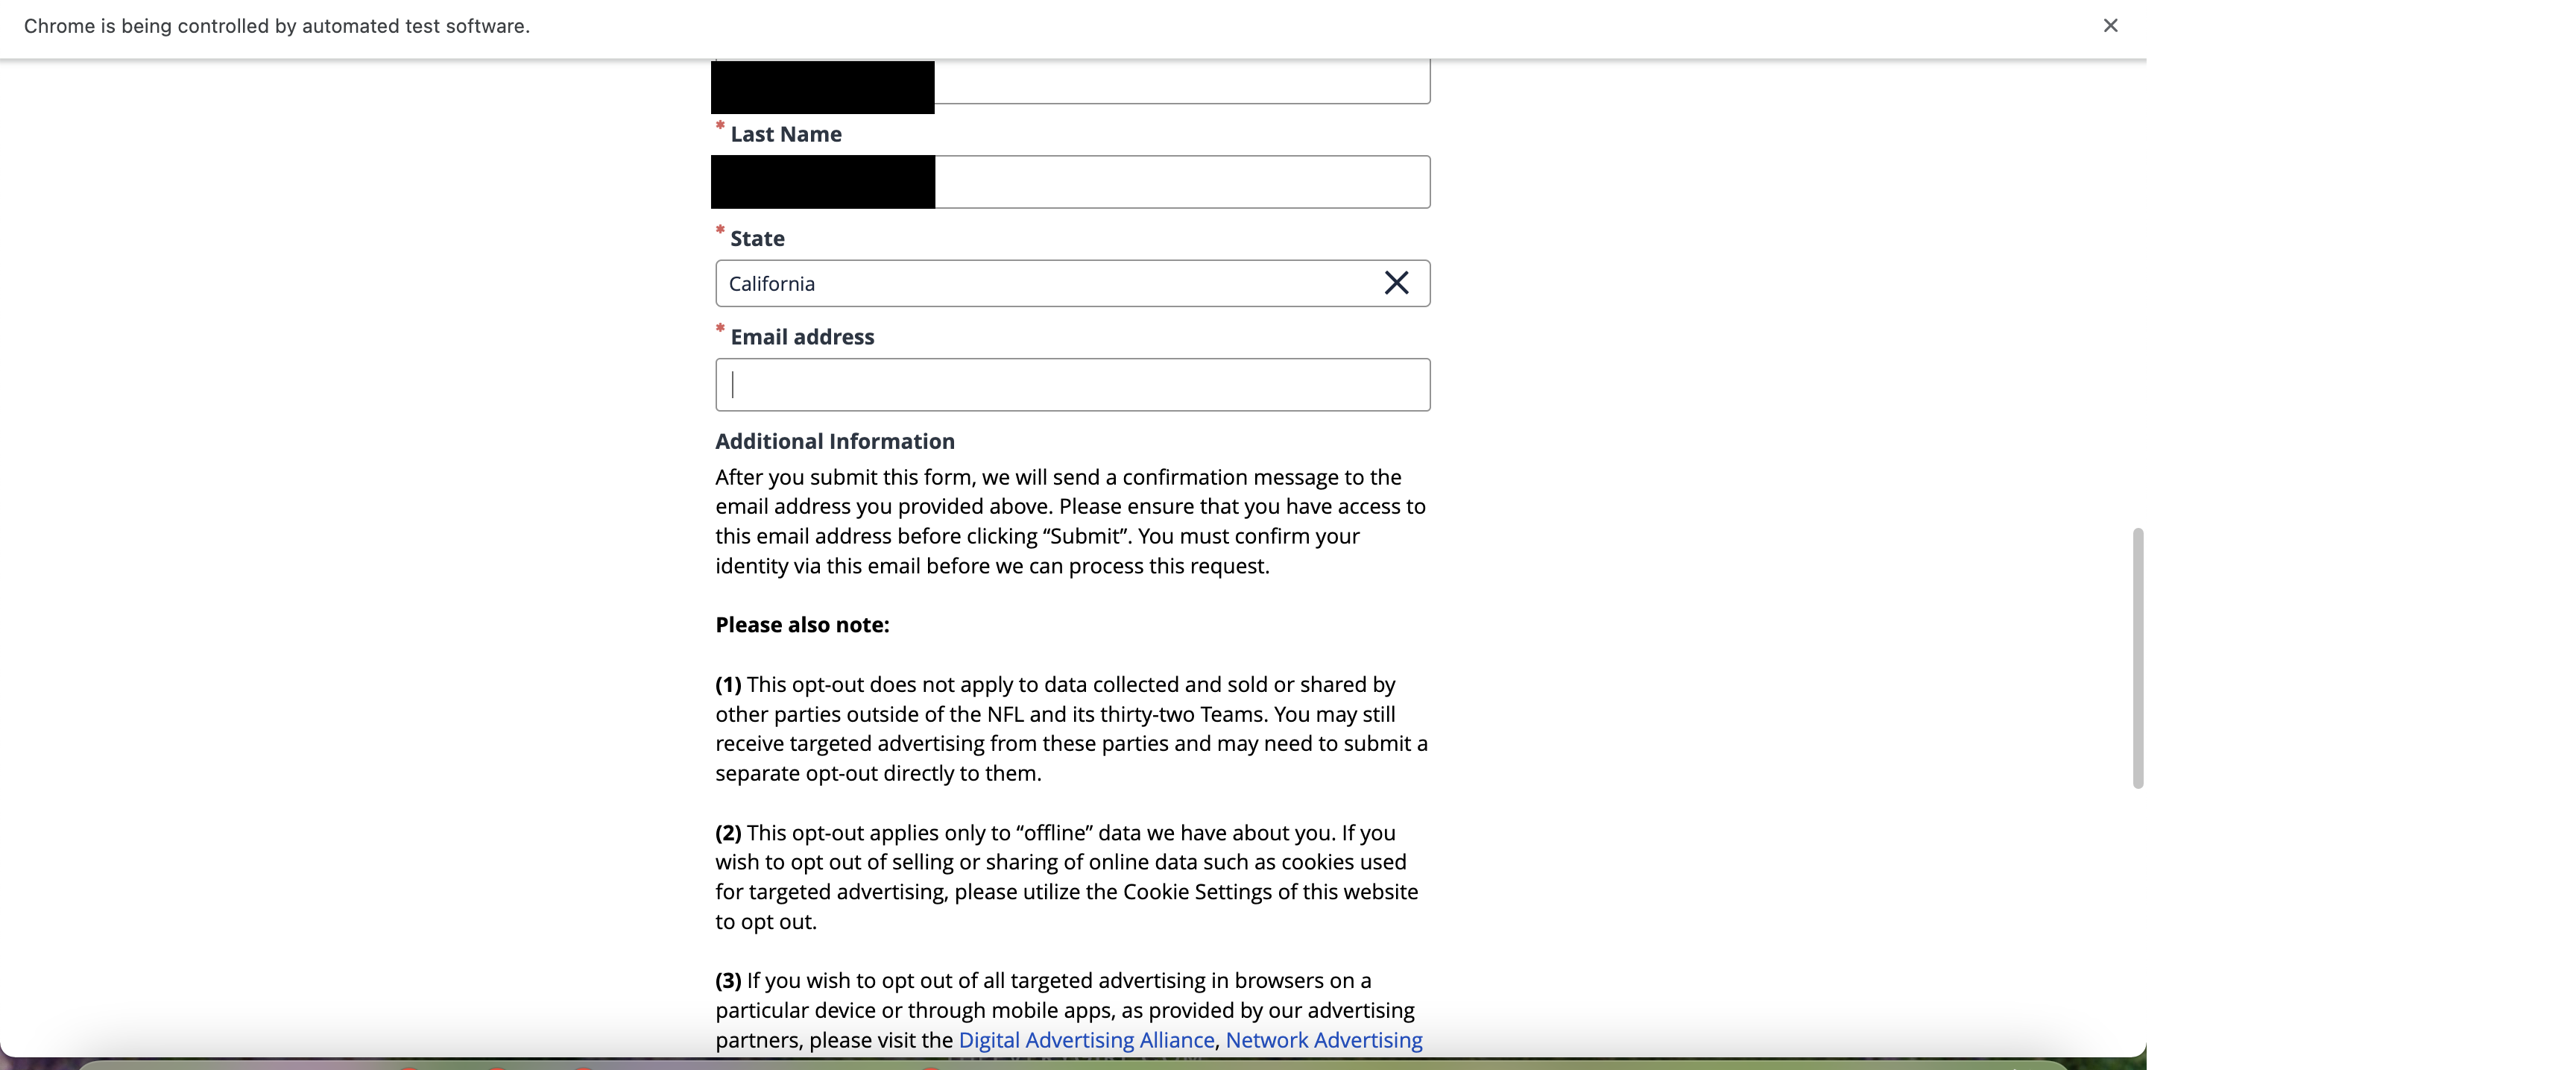 Chrome is being controlled by automated test software.
* Last Name
* State
California
* Email address
Additional Information
After you submit this form, we will send a confirmation message to the
email address you provided above. Please ensure that you have access to
this email address before clicking “Submit”. You must confirm your
identity via this email before we can process this request.
Please also note:
(1) This opt-out does not apply to data collected and sold or shared by
other parties outside of the NFL and its thirty-two Teams. You may still
receive targeted advertising from these parties and may need to submit a
separate opt-out directly to them.
(2) This opt-out applies only to “offline” data we have about you. If you
wish to opt out of selling or sharing of online data such as cookies used
for targeted advertising, please utilize the Cookie Settings of this website
to opt out.
(3) If you wish to opt out of all targeted advertising in browsers on a
particular device or through mobile apps, as provided by our advertising
partners, please visit the Digital Advertising Alliance, Network Advertising